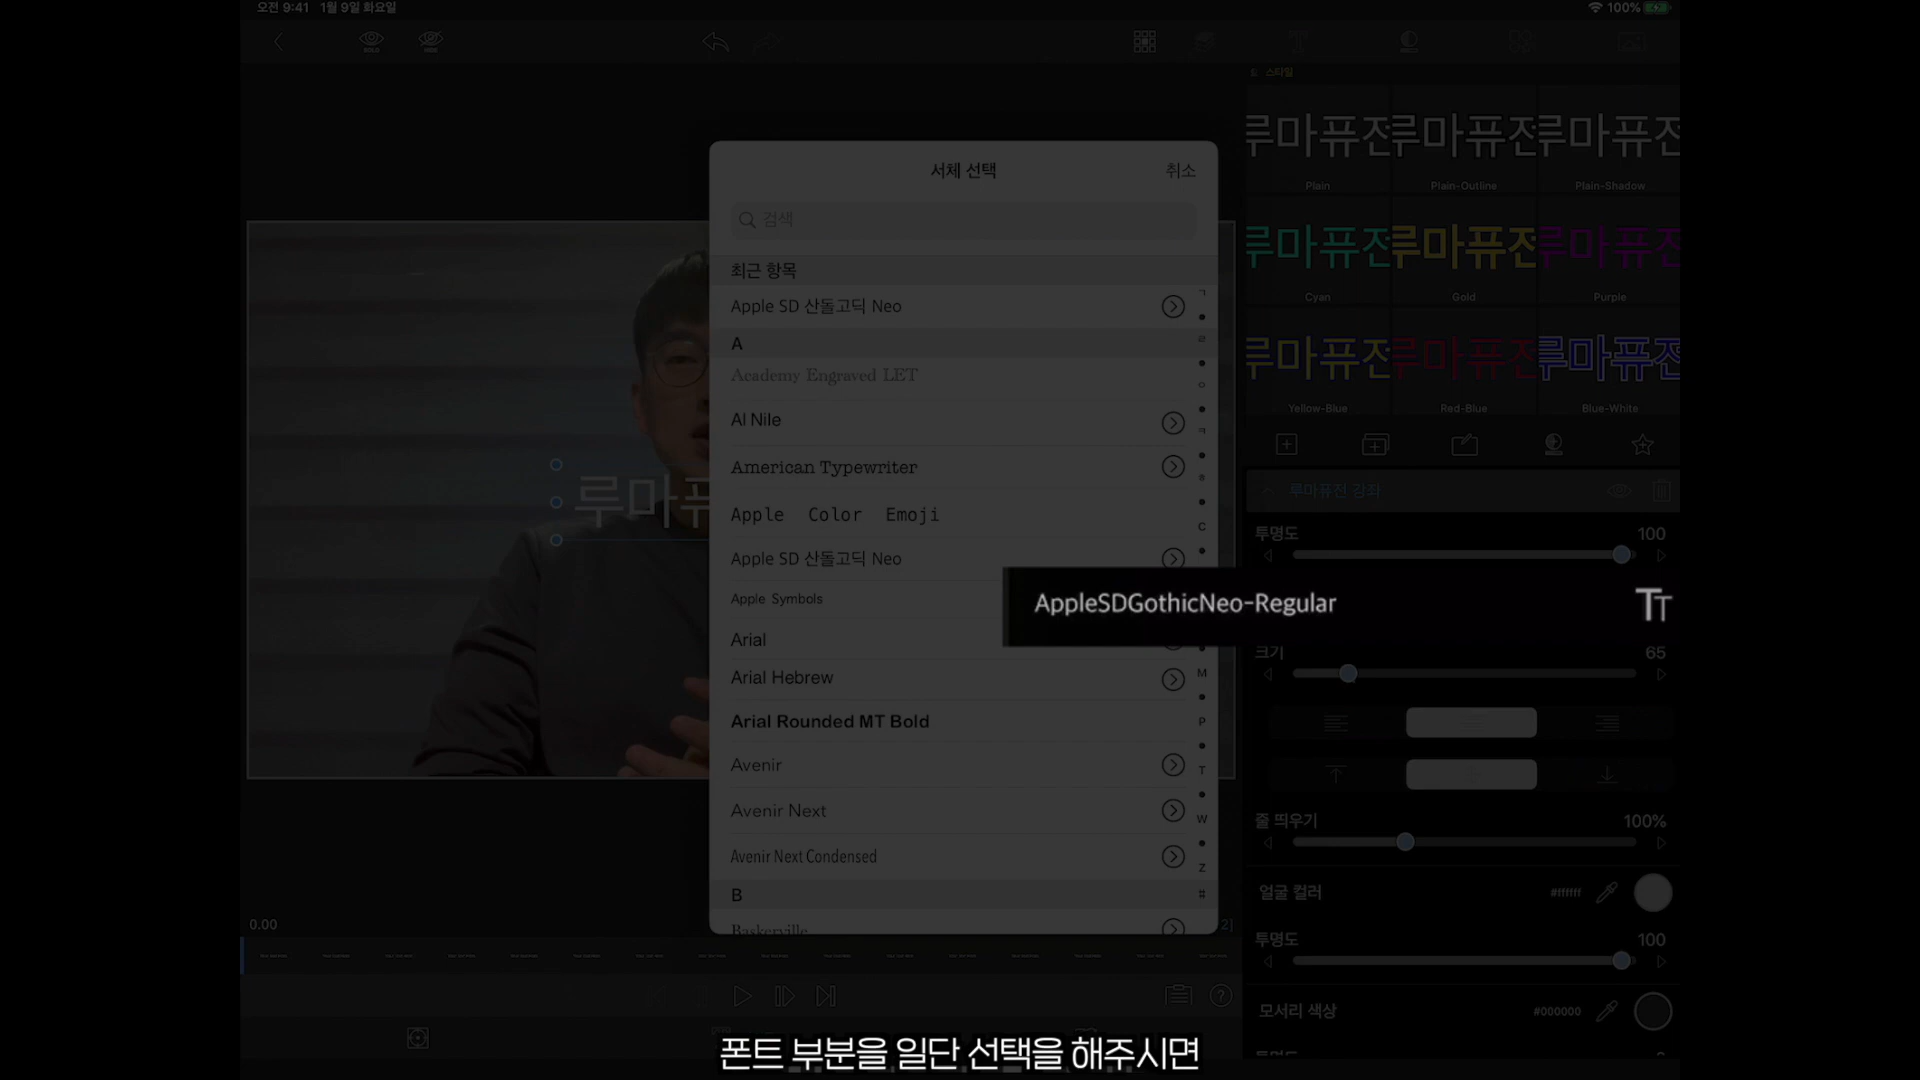 오전 9:41 1월 9일 화요일
100%
스타일
루마퓨전
루마퓨전
루마퓨전
Plain
Plain-Outline
Plain-Shadow
루마퓨전
루마퓨전
루마퓨전
Cyan
Gold
Purple
루마퓨전
루마퓨전
루마퓨전
Yellow-Blue
Red-Blue
Blue-White
루마퓨전 강좌
투명도
100
AppleSDGothicNeo-Regular
TT
크기
65
줄 띄우기
100%
얼굴 컬러
#ffffff
투명도
100
모서리 색상
#000000
서체 선택
취소
검색
최근 항목
Apple SD 산돌고딕 Neo
A
Academy Engraved LET
Al Nile
American Typewriter
Apple Color Emoji
Apple SD 산돌고딕 Neo
Apple Symbols
Arial
Arial Hebrew
Arial Rounded MT Bold
Avenir
Avenir Next
Avenir Next Condensed
B
Baskerville
ㄱ
ㄹ
ㅇ
ㅋ
ㅎ
C
M
P
T
W
Z
#
루마퓨
0.00
2]
폰트 부분을 일단 선택을 해주시면